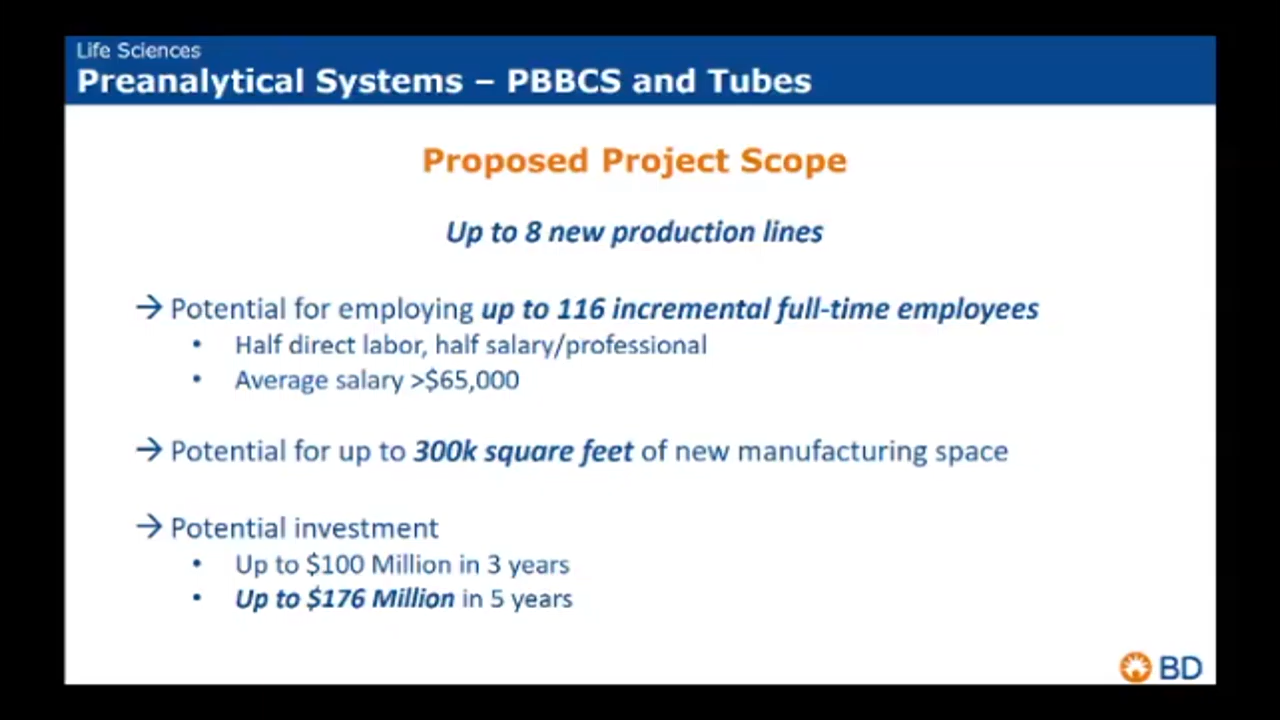 Life Sciences
Preanalytical Systems – PBBCS and Tubes
Proposed Project Scope
Up to 8 new production lines
→ Potential for employing up to 116 incremental full-time employees
• Half direct labor, half salary/professional
• Average salary >$65,000
→ Potential for up to 300k square feet of new manufacturing space
→ Potential investment
• Up to $100 Million in 3 years
• Up to $176 Million in 5 years
BD